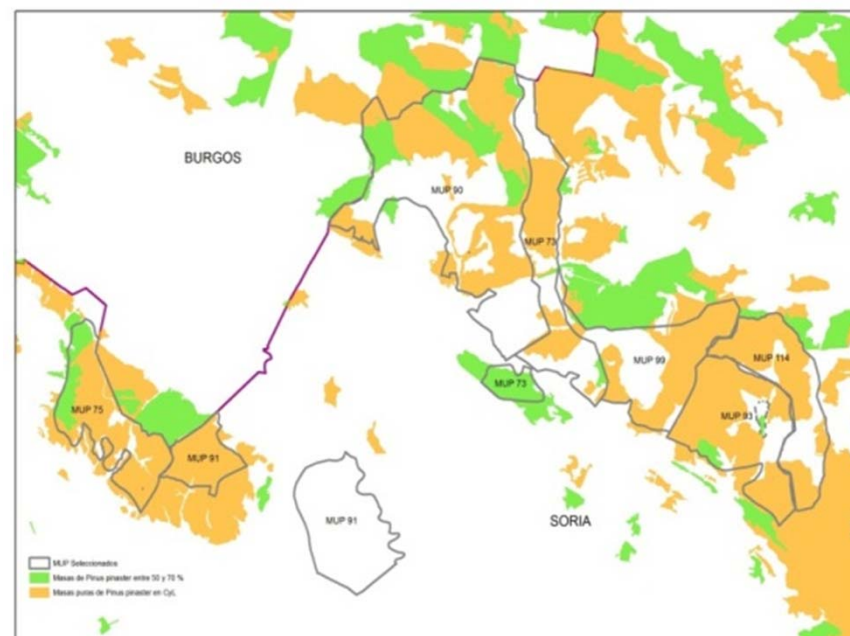 BURGOS
MUP 90
MUP 73
MUP 99
MUP 114
MUP 73
MUP 93
MUP 75
MUP 91
MUP 91
SORIA
MUP Seleccionados
Masas de Pinus pinaster entre 50 y 70 %
Masas puras de Pinus pinaster en CyL